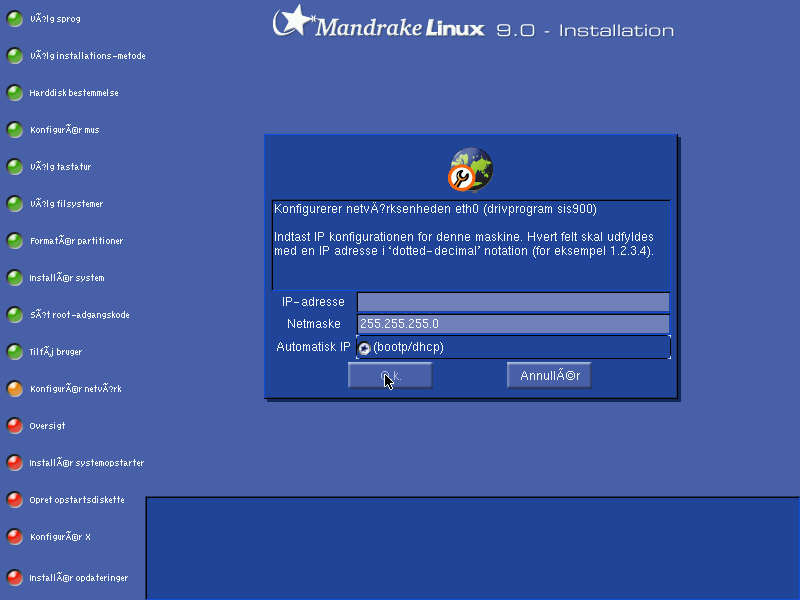 VÃ?lg sprog
VÃ?lg installations-metode
Harddisk bestemmelse
KonfigurÃ©r mus
VÃ?lg tastatur
VÃ?lg filsystemer
FormatÃ©r partitioner
InstallÃ©r system
SÃ?t root-adgangskode
TilfÃ¸j bruger
KonfigurÃ©r netvÃ?rk
Oversigt
InstallÃ©r systemopstarter
Opret opstartsdiskette
KonfigurÃ©r X
InstallÃ©r opdateringer
MandrakeLinux 9.0 - Installation
Konfigurerer netvÃ?rksenheden eth0 (drivprogram sis900)
Indtast IP konfigurationen for denne maskine. Hvert felt skal udfyldes
med en IP adresse i 'dotted-decimal' notation (for eksempel 1.2.3.4).
IP-adresse
Netmaske 255.255.255.0
Automatisk IP (bootp/dhcp)
O.k. AnnullÃ©r